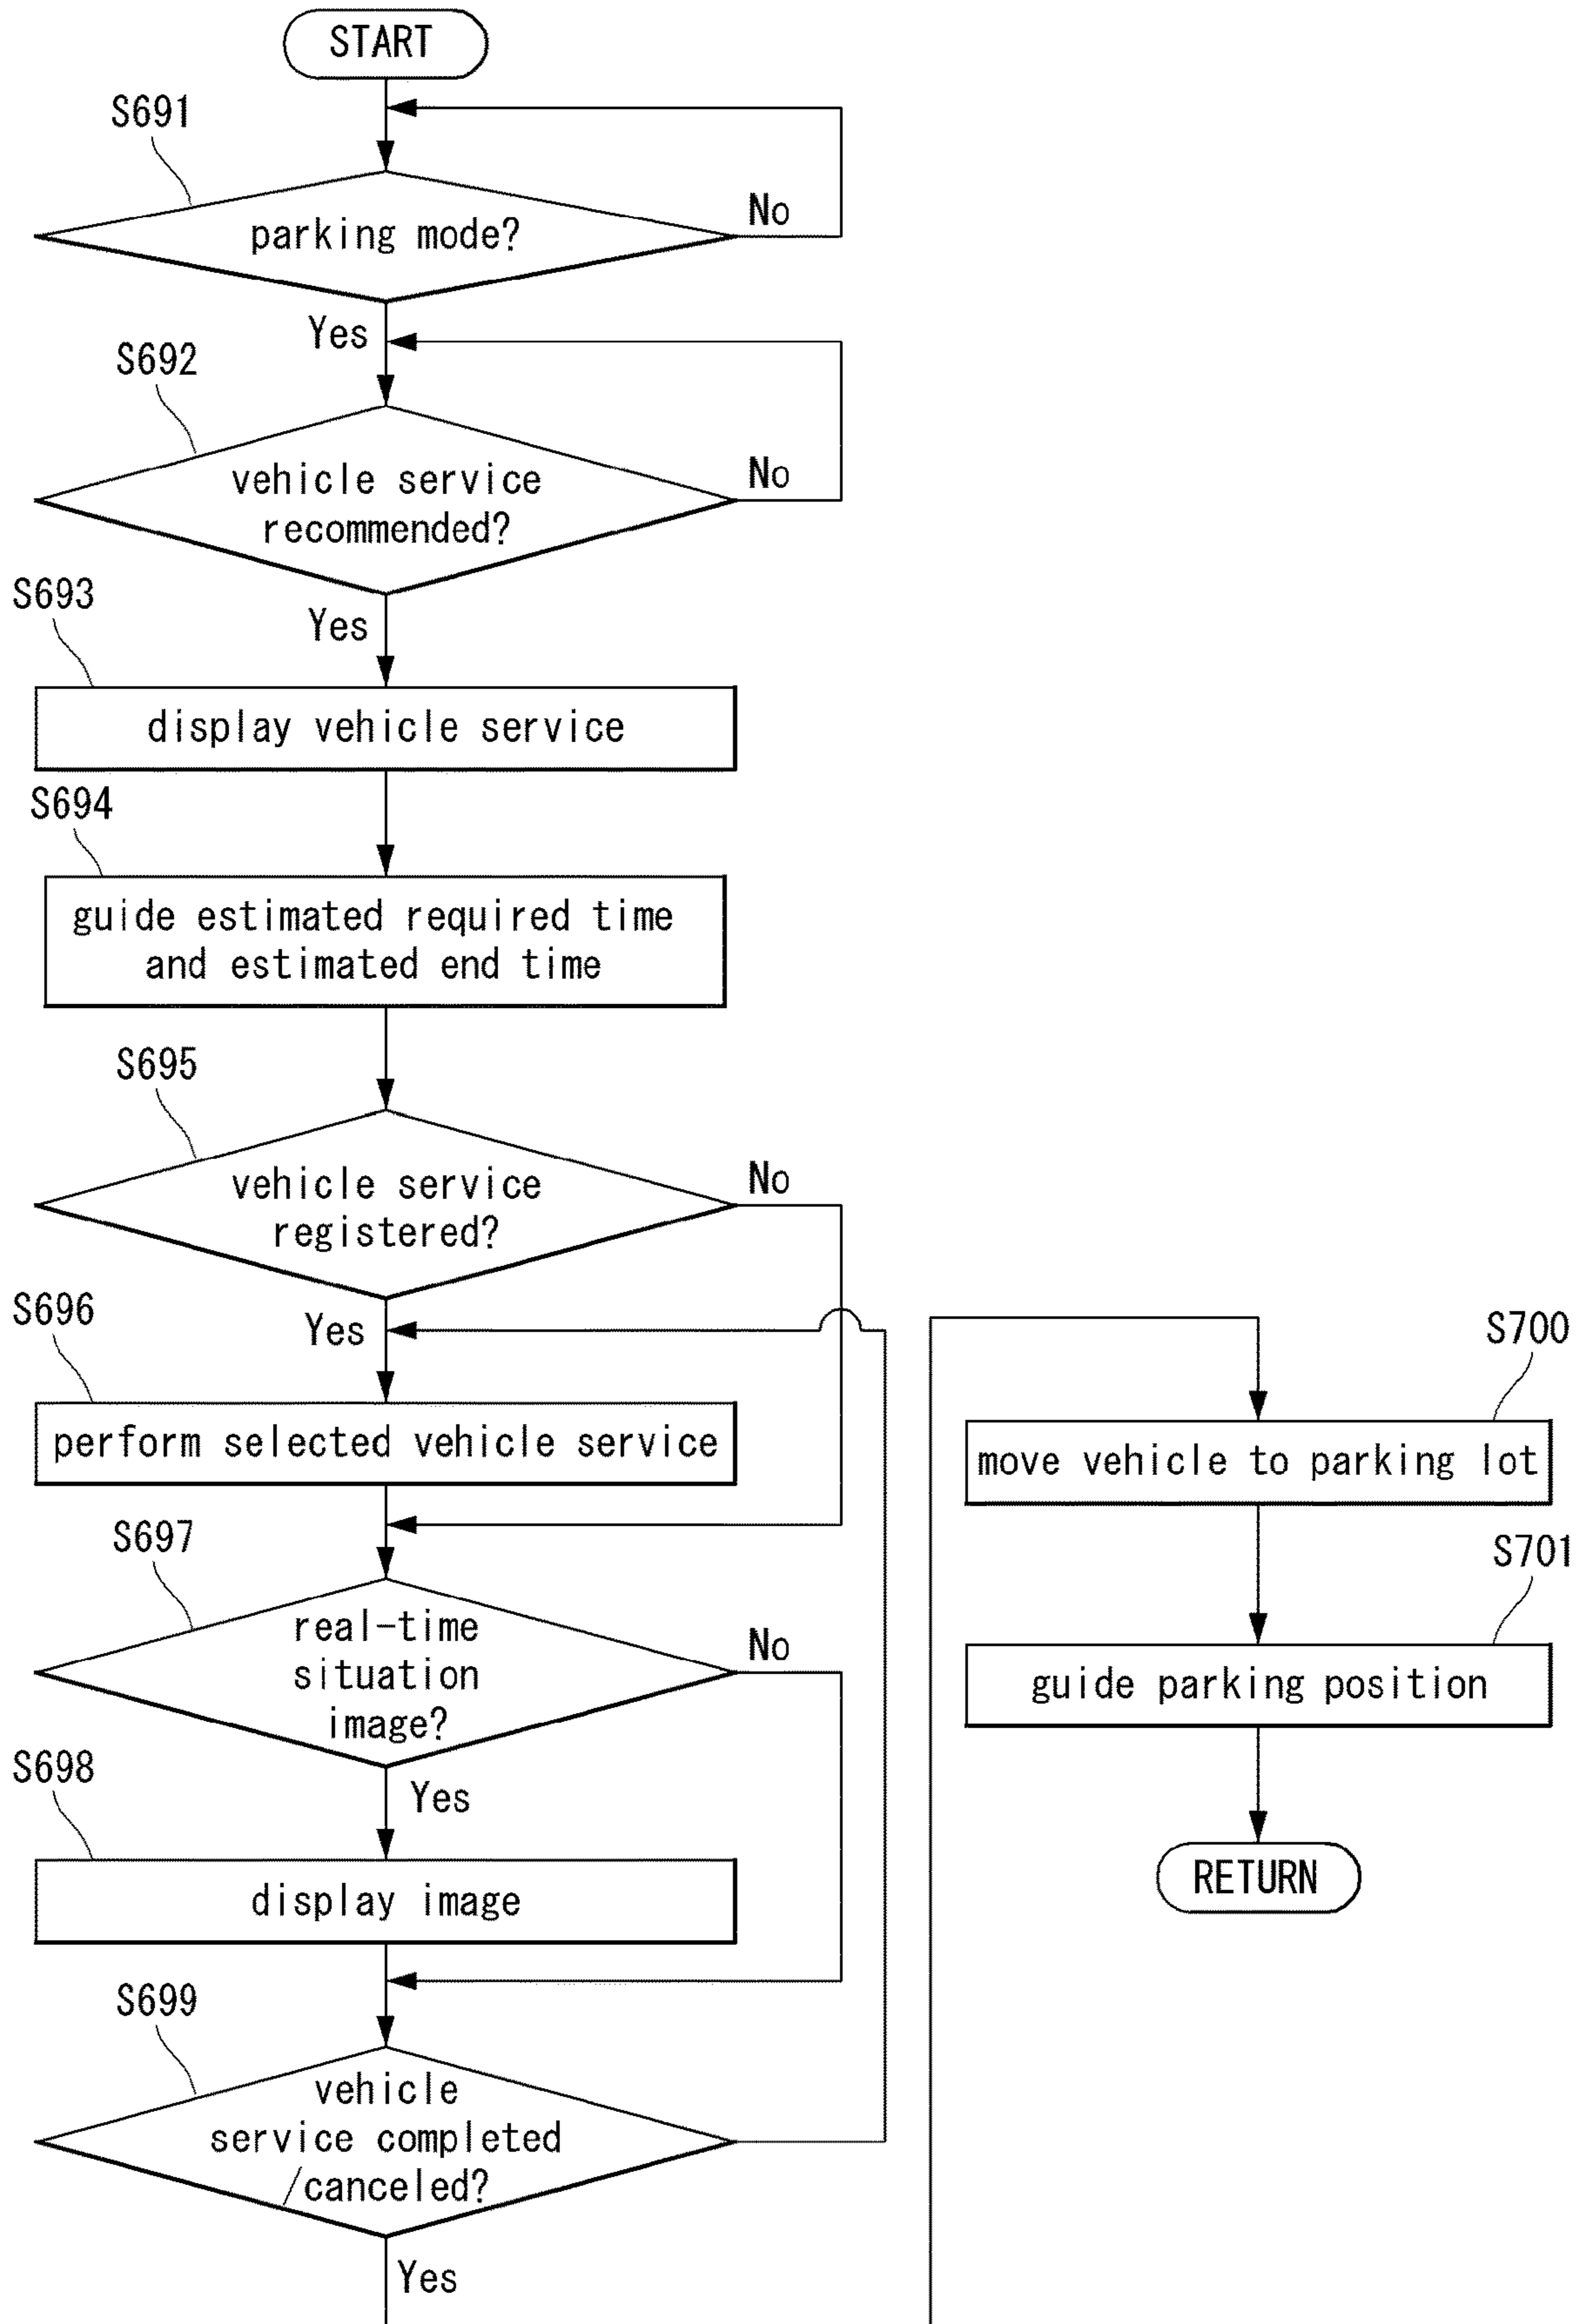 START
S691
parking mode?
No
Yes
S692
vehicle service
recommended?
No
Yes
S693
display vehicle service
S694
guide estimated required time
and estimated end time
S695
vehicle service
registered?
No
Yes
S696
perform selected vehicle service
S697
real-time
situation
image?
No
Yes
S698
display image
S699
vehicle
service completed
/canceled?
Yes
S700
move vehicle to parking lot
S701
guide parking position
RETURN